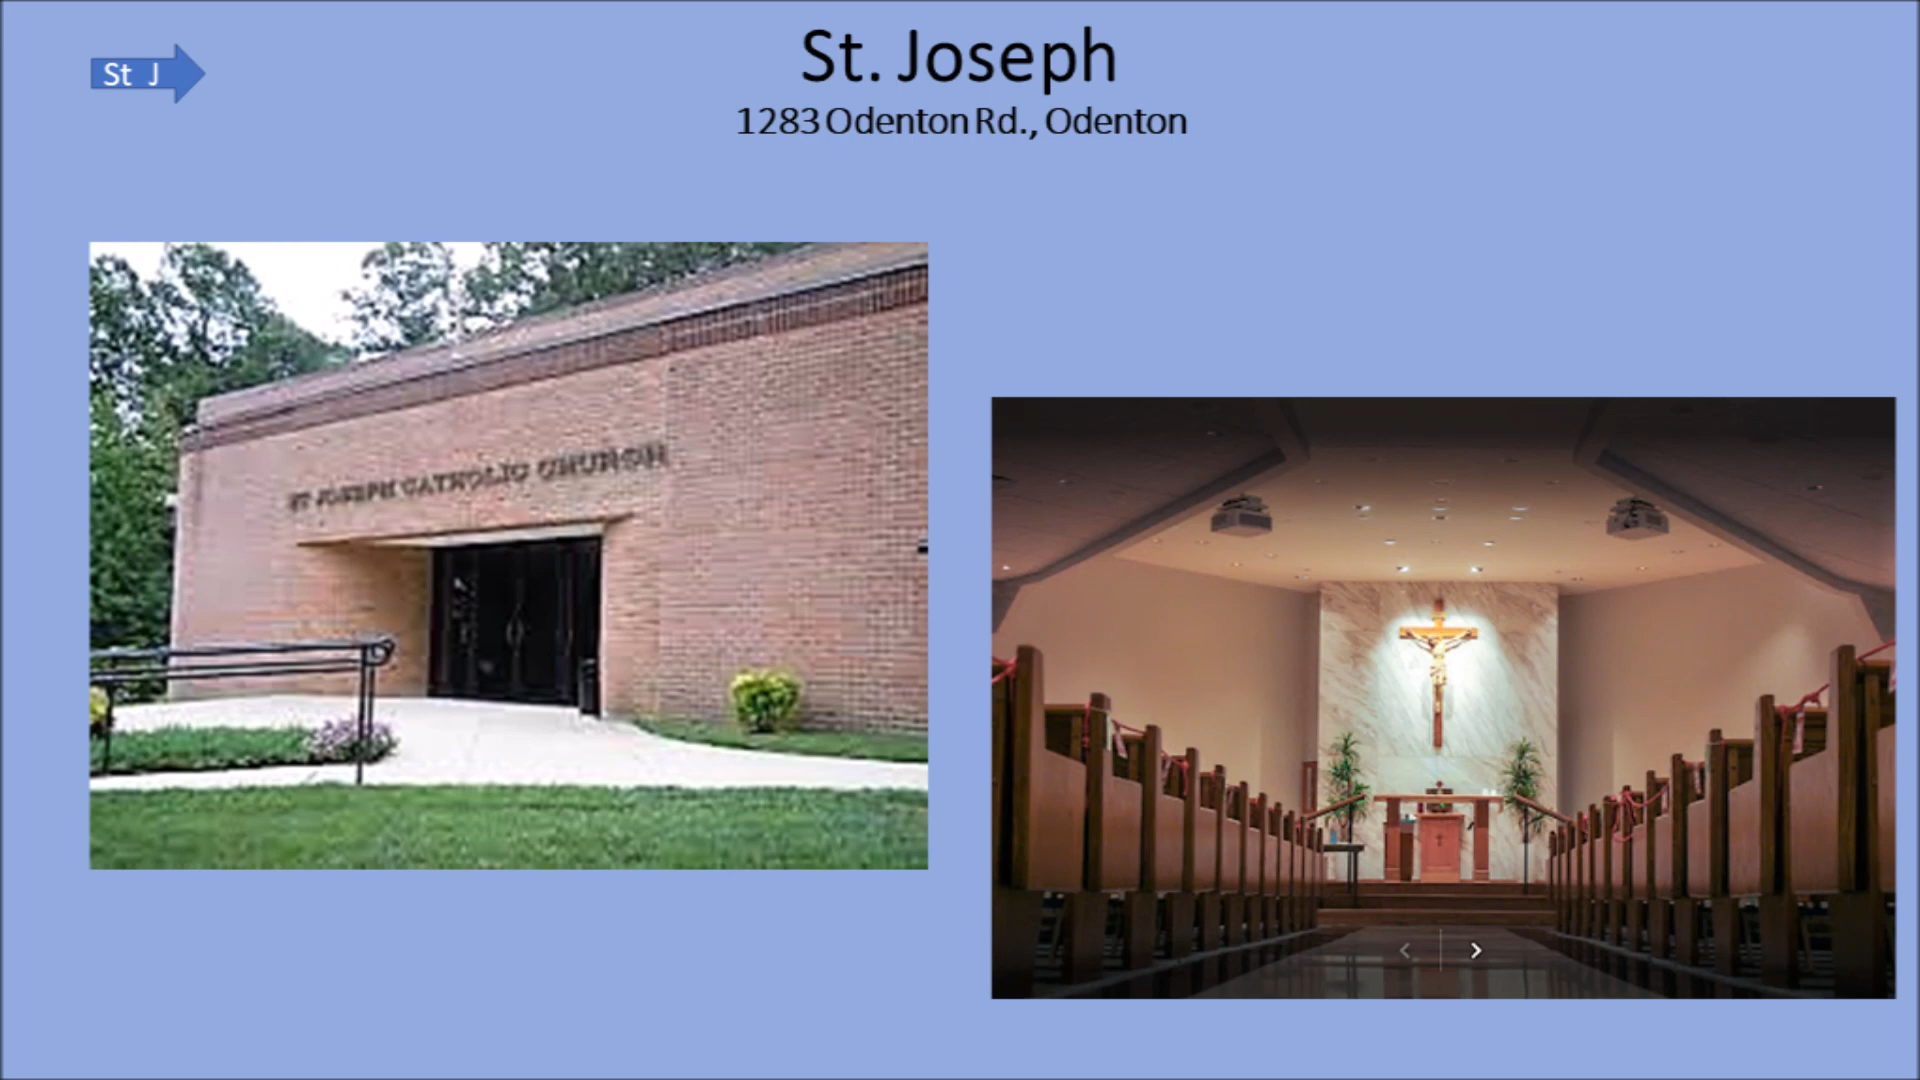 St J
St. Joseph
1283 Odenton Rd., Odenton
ST JOSEPH CATHOLIC CHURCH